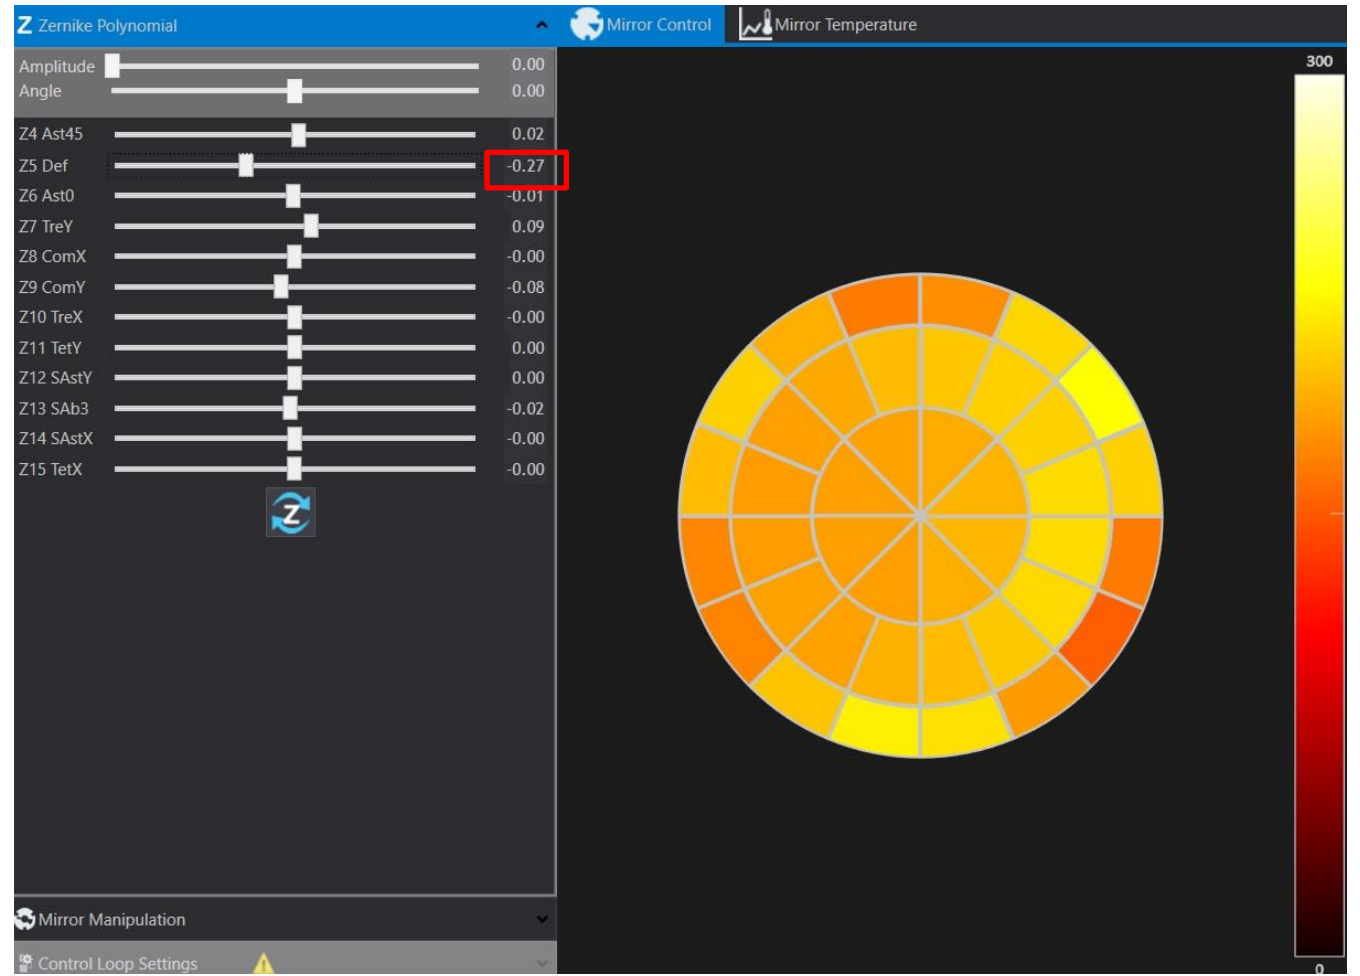 Z Zernike Polynomial
Mirror Control
Mirror Temperature
Amplitude 0.00
Angle 0.00
Z4 Ast45 0.02
Z5 Def -0.27
Z6 Ast0 -0.01
Z7 TreY 0.09
Z8 ComX -0.00
Z9 ComY -0.08
Z10 TreX -0.00
Z11 TetY 0.00
Z12 SAstY 0.00
Z13 SAb3 -0.02
Z14 SAstX -0.00
Z15 TetX -0.00
Z
Mirror Manipulation
Control Loop Settings
300
0